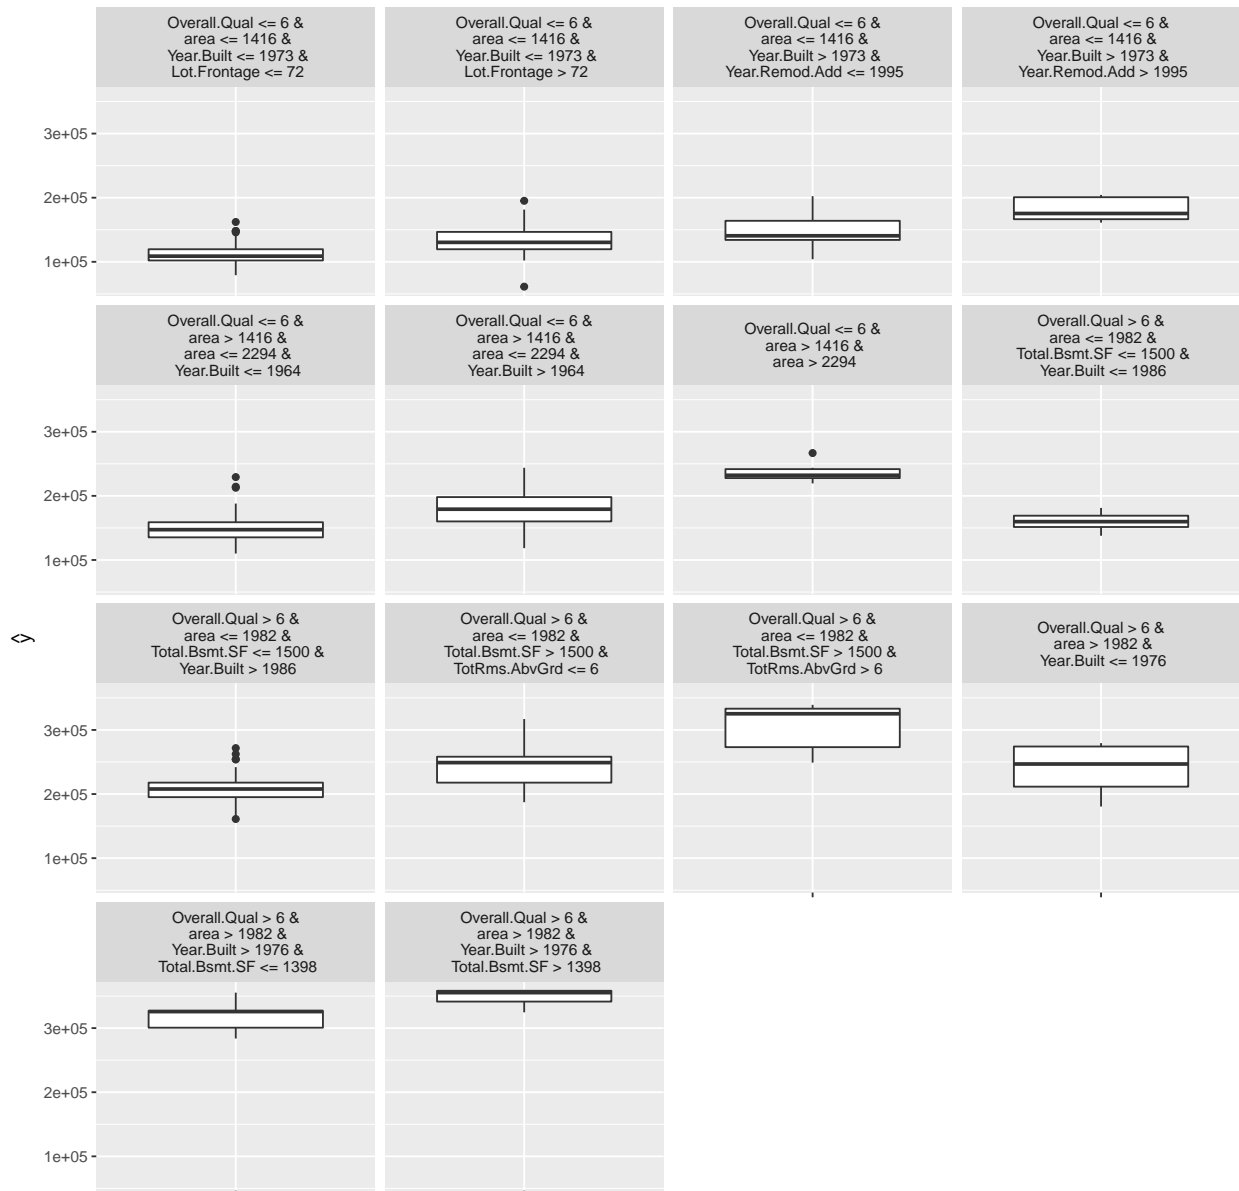 Overall.Qual <= 6 &
area <= 1416 &
Year.Built <= 1973 &
Lot.Frontage <= 72
Overall.Qual <= 6 &
area <= 1416 &
Year.Built <= 1973 &
Lot.Frontage > 72
Overall.Qual <= 6 &
area <= 1416 &
Year.Built > 1973 &
Year.Remod.Add <= 1995
Overall.Qual <= 6 &
area <= 1416 &
Year.Built > 1973 &
Year.Remod.Add > 1995
3e+05
2e+05
1e+05
Overall.Qual <= 6 &
area > 1416 &
area <= 2294 &
Year.Built <= 1964
Overall.Qual <= 6 &
area > 1416 &
area <= 2294 &
Year.Built > 1964
Overall.Qual <= 6 &
area > 1416 &
area > 2294
Overall.Qual > 6 &
area <= 1982 &
Total.Bsmt.SF <= 1500 &
Year.Built <= 1986
3e+05
2e+05
1e+05
ŷ
Overall.Qual > 6 &
area <= 1982 &
Total.Bsmt.SF <= 1500 &
Year.Built > 1986
Overall.Qual > 6 &
area <= 1982 &
Total.Bsmt.SF > 1500 &
TotRms.AbvGrd <= 6
Overall.Qual > 6 &
area <= 1982 &
Total.Bsmt.SF > 1500 &
TotRms.AbvGrd > 6
Overall.Qual > 6 &
area > 1982 &
Year.Built <= 1976
3e+05
2e+05
1e+05
Overall.Qual > 6 &
area > 1982 &
Year.Built > 1976 &
Total.Bsmt.SF <= 1398
Overall.Qual > 6 &
area > 1982 &
Year.Built > 1976 &
Total.Bsmt.SF > 1398
3e+05
2e+05
1e+05